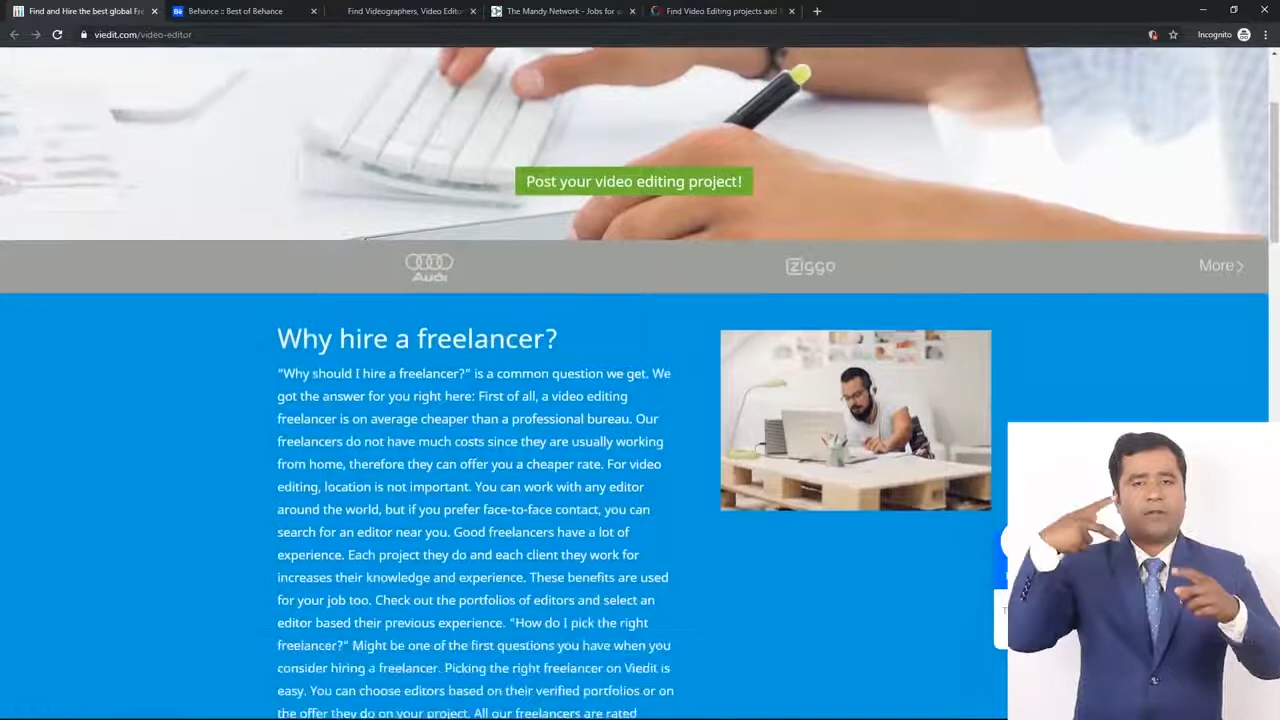 Find and Hire the best global Fre
Behance :: Best of Behance
Find Videographers, Video Edito
The Mandy Network - Jobs for a
Find Video Editing projects and
viedit.com/video-editor
Incognito
Post your video editing project!
Audi
ziggo
More
Why hire a freelancer?
"Why should I hire a freelancer?" is a common question we get. We
got the answer for you right here: First of all, a video editing
freelancer is on average cheaper than a professional bureau. Our
freelancers do not have much costs since they are usually working
from home, therefore they can offer you a cheaper rate. For video
editing, location is not important. You can work with any editor
around the world, but if you prefer face-to-face contact, you can
search for an editor near you. Good freelancers have a lot of
experience. Each project they do and each client they work for
increases their knowledge and experience. These benefits are used
for your job too. Check out the portfolios of editors and select an
editor based their previous experience. "How do I pick the right
freelancer?" Might be one of the first questions you have when you
consider hiring a freelancer. Picking the right freelancer on Viedit is
easy. You can choose editors based on their verified portfolios or on
the offer they do on your project. All our freelancers are rated